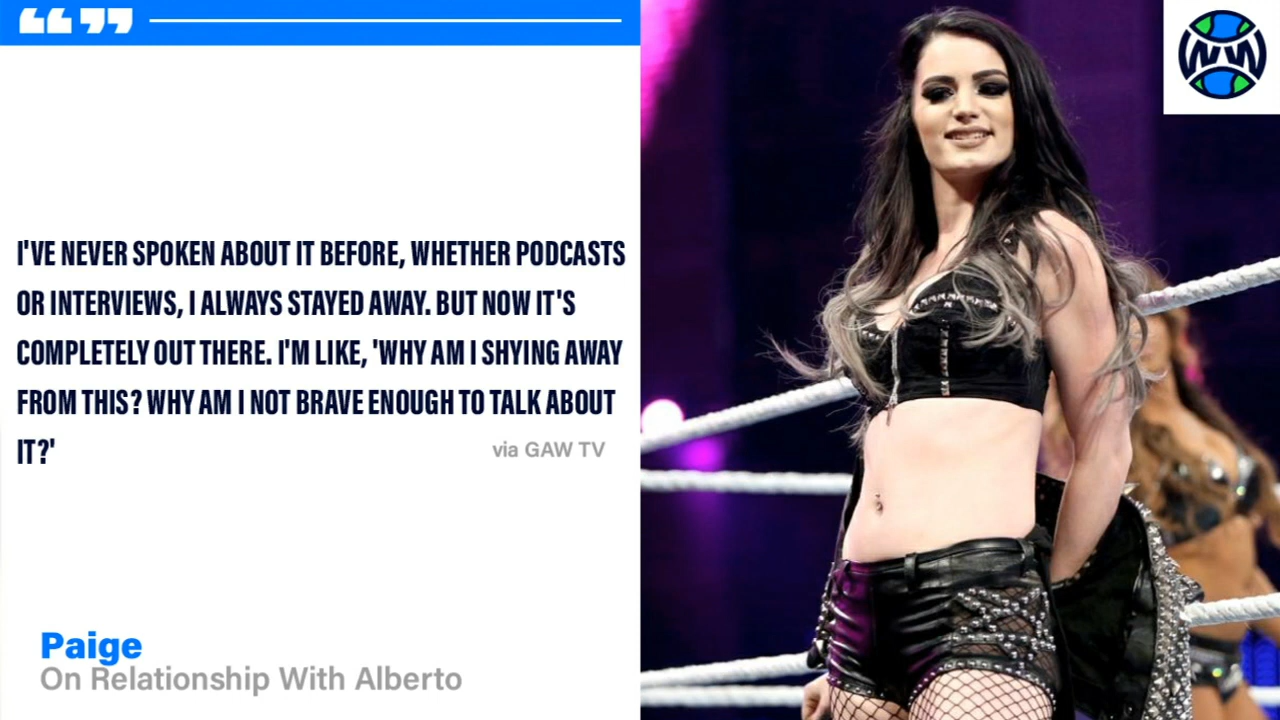 I'VE NEVER SPOKEN ABOUT IT BEFORE, WHETHER PODCASTS
OR INTERVIEWS, I ALWAYS STAYED AWAY. BUT NOW IT'S
COMPLETELY OUT THERE. I'M LIKE, 'WHY AM I SHYING AWAY
FROM THIS? WHY AM I NOT BRAVE ENOUGH TO TALK ABOUT
IT?'
via GAW TV
Paige
On Relationship With Alberto